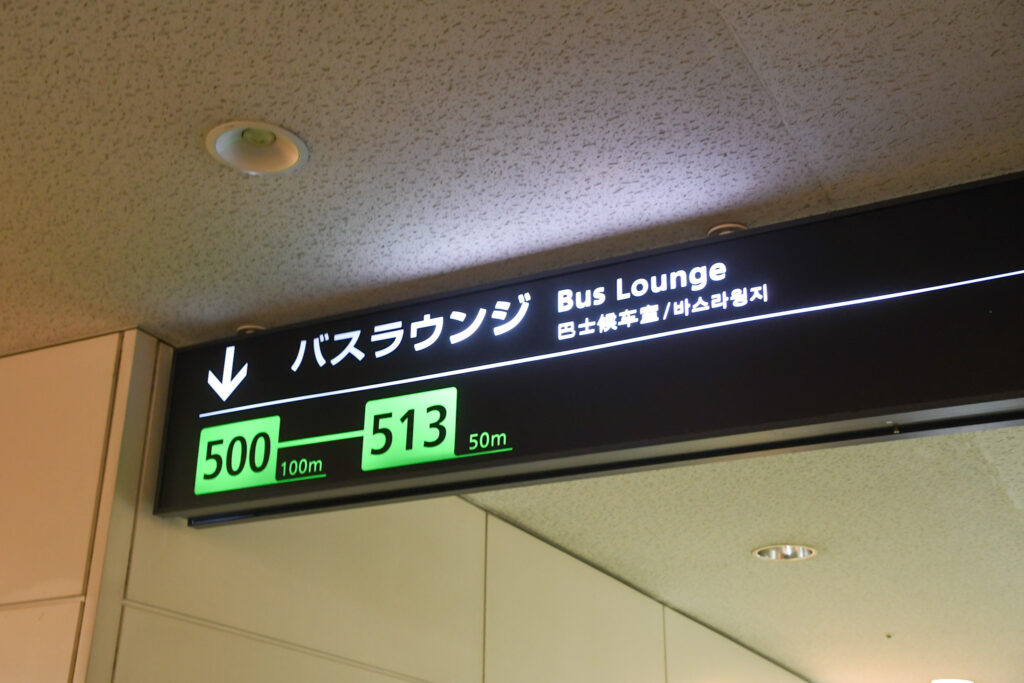 ↓ バスラウンジ Bus Lounge
巴士候车室/바스라웡지
500 100m 513 50m